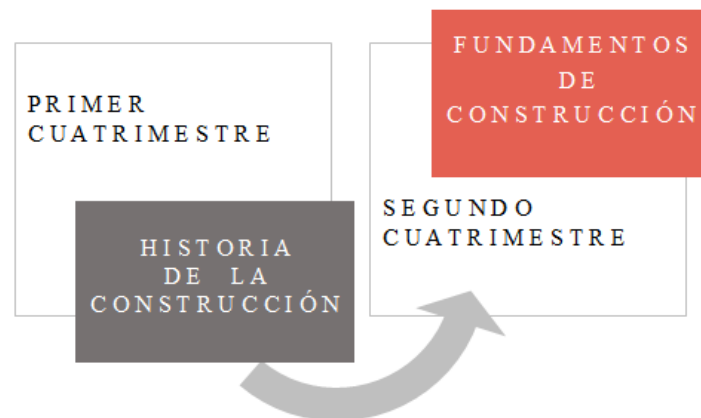 PRIMER
CUATRIMESTRE
HISTORIA
DE LA
CONSTRUCCIÓN
FUNDAMENTOS
DE
CONSTRUCCIÓN
SEGUNDO
CUATRIMESTRE